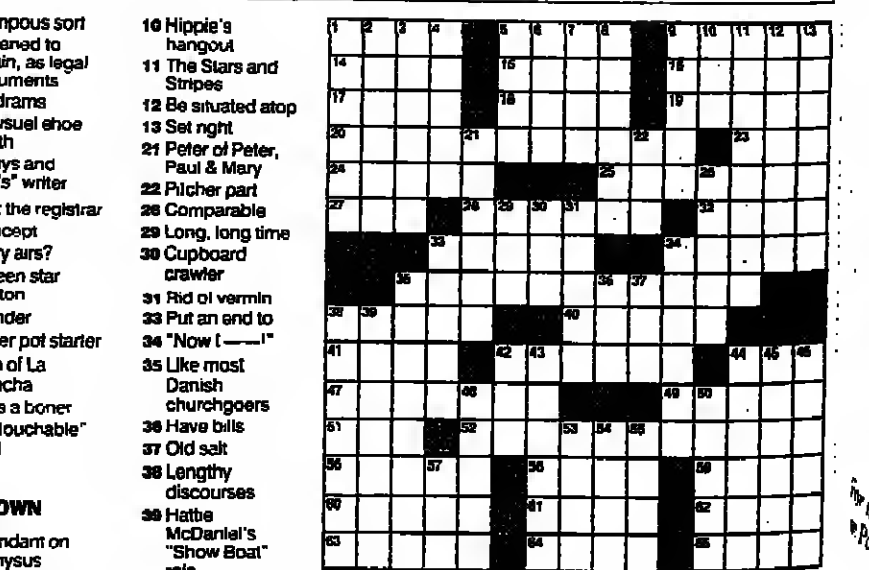 mpous sort
ened to
in, as legal
uments
drams
suel ehoe
th
ys and
s" writer
t the registrar
cept
y airs?
een star
ton
nder
er pot starter
of La
cha
s a boner
louchable"
OWN
ndant on
nysus
10 Hippie's
hangout
11 The Stars and
Stripes
12 Be situated atop
13 Set right
21 Peter of Peter,
Paul & Mary
22 Pilcher part
26 Comparable
29 Long, long time
30 Cupboard
crawler
31 Rid of vermin
33 Put an end to
34 "Now I ——!"
35 Like most
Danish
churchgoers
36 Have bills
37 Old salt
38 Lengthy
discourses
39 Hattie
McDaniel's
"Show Boat"
1 2 3 4 5 6 7 8 9 10 11 12 13
14 15 16
17 18 19
20 21 22 23
24 25 26
27 28 29 30 31 32
33 34
35 36 37
38 39 40
41 42 43 44 45 46
47 48 49 50
51 52 53 54 55
56 57 58 59
60 61 62
63 64 65